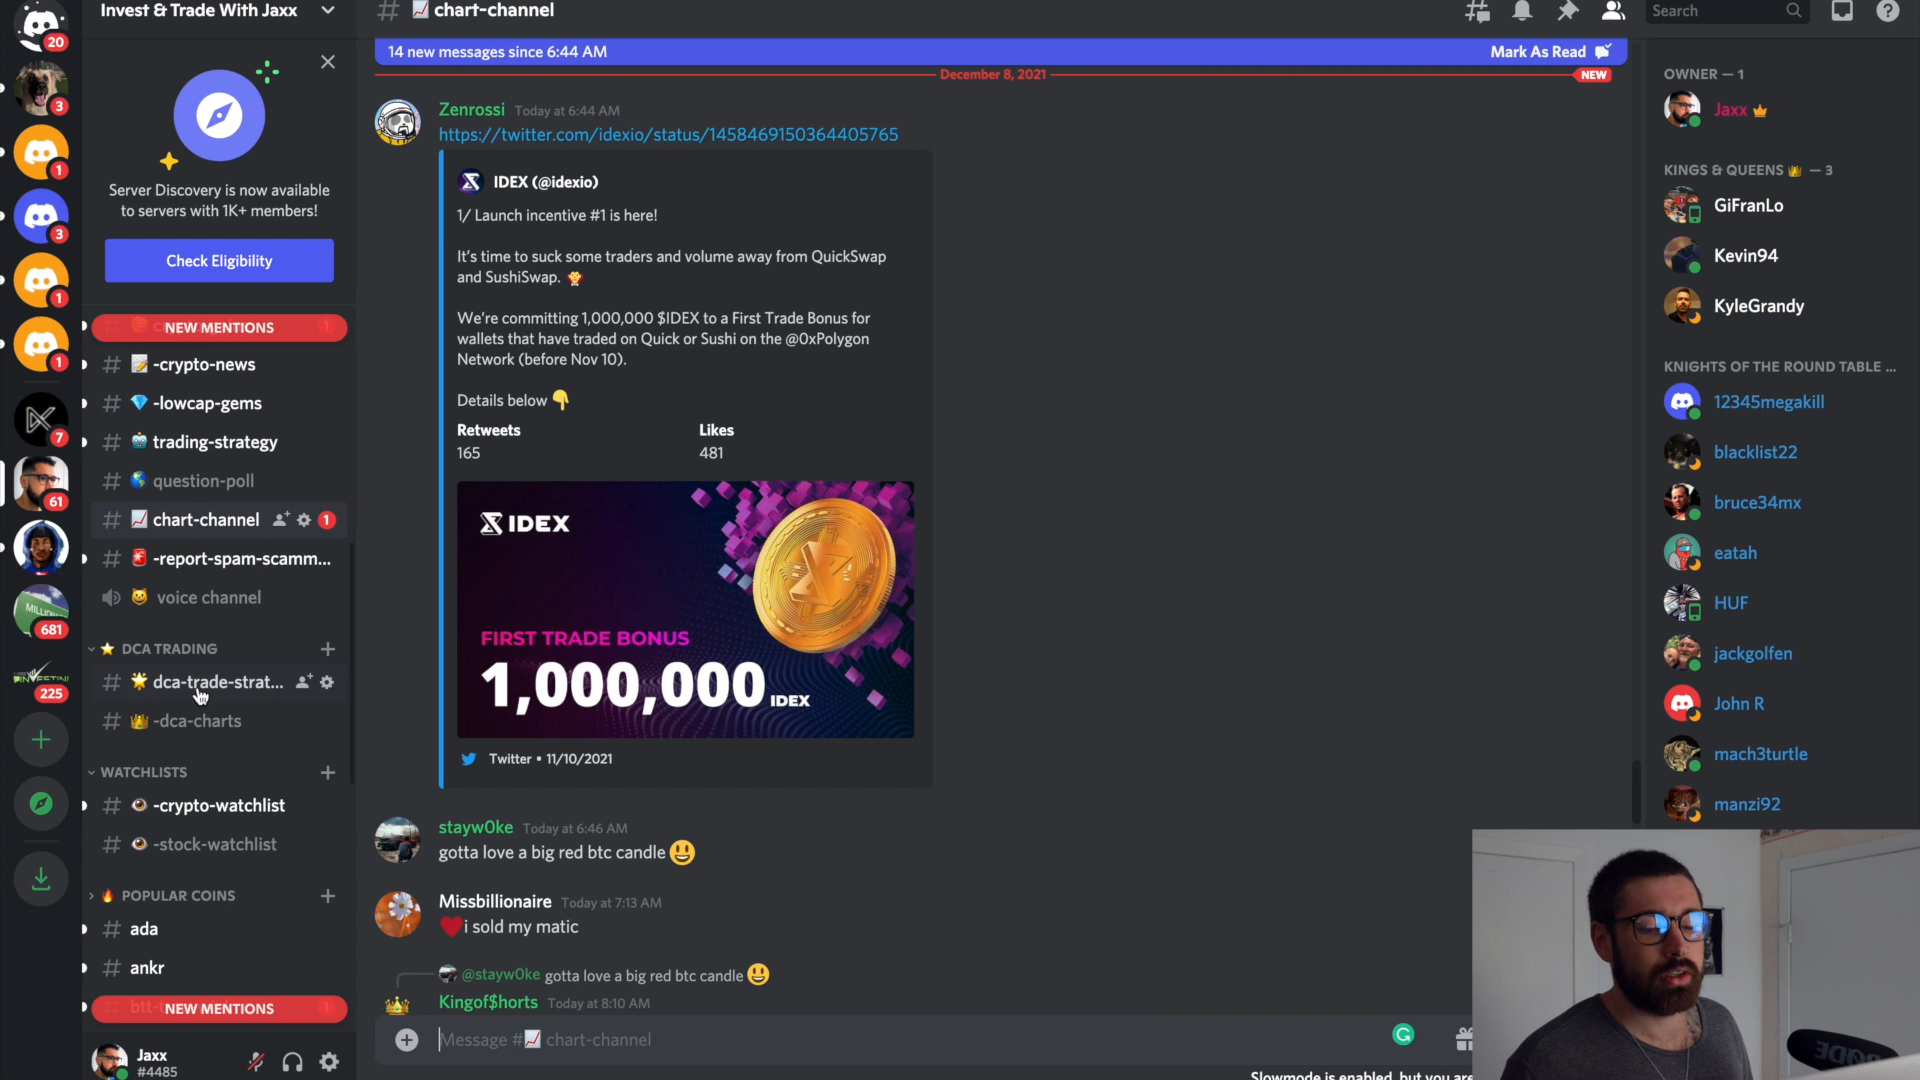 Invest & Trade With Jaxx
# chart-channel
Search
14 new messages since 6:44 AM
Mark As Read
December 8, 2021
NEW
20
3
1
3
1
1
7
61
681
225
Server Discovery is now available
to servers with 1K+ members!
Check Eligibility
NEW MENTIONS
# -crypto-news
# -lowcap-gems
# trading-strategy
# question-poll
# chart-channel 1
# -report-spam-scamm...
voice channel
DCA TRADING
# dca-trade-strat...
# -dca-charts
WATCHLISTS
# -crypto-watchlist
# -stock-watchlist
POPULAR COINS
# ada
# ankr
NEW MENTIONS
Jaxx
#4485
Zenrossi Today at 6:44 AM
https://twitter.com/idexio/status/1458469150364405765
IDEX (@idexio)
1/ Launch incentive #1 is here!
It's time to suck some traders and volume away from QuickSwap
and SushiSwap.
We're committing 1,000,000 $IDEX to a First Trade Bonus for
wallets that have traded on Quick or Sushi on the @0xPolygon
Network (before Nov 10).
Details below
Retweets Likes
165 481
IDEX
FIRST TRADE BONUS
1,000,000 IDEX
Twitter • 11/10/2021
stayw0ke Today at 6:46 AM
gotta love a big red btc candle
Missbillionaire Today at 7:13 AM
i sold my matic
@stayw0ke gotta love a big red btc candle
Kingof$horts Today at 8:10 AM
Message # chart-channel
Slowmode is enabled, but you are
OWNER — 1
Jaxx
KINGS & QUEENS — 3
GiFranLo
Kevin94
KyleGrandy
KNIGHTS OF THE ROUND TABLE ...
12345megakill
blacklist22
bruce34mx
eatah
HUF
jackgolfen
John R
mach3turtle
manzi92